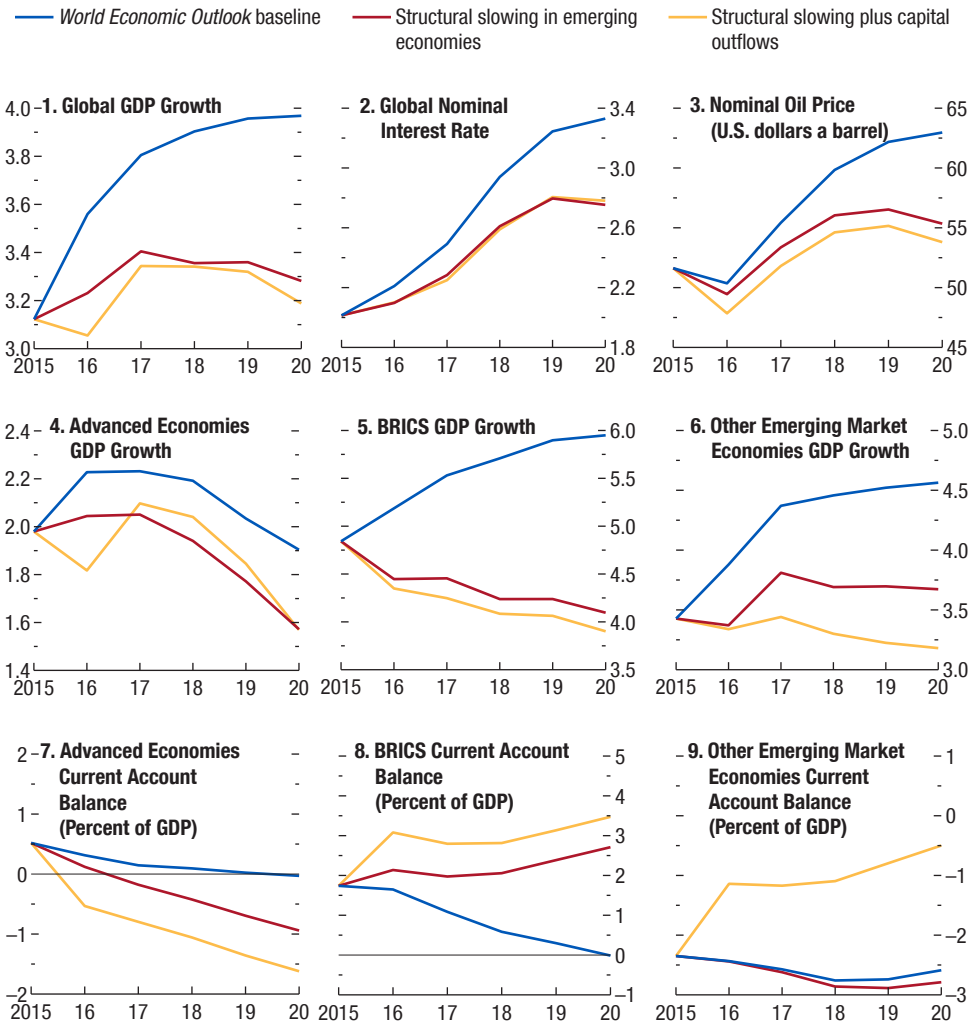 World Economic Outlook baseline
Structural slowing in emerging
economies
Structural slowing plus capital
outflows
1. Global GDP Growth
4.0
3.8
3.6
3.4
3.2
3.0
2015 16 17 18 19 20
2. Global Nominal
Interest Rate
3.4
3.0
2.6
2.2
1.8
2015 16 17 18 19 20
3. Nominal Oil Price
(U.S. dollars a barrel)
65
60
55
50
45
2015 16 17 18 19 20
4. Advanced Economies
GDP Growth
2.4
2.2
2.0
1.8
1.6
1.4
2015 16 17 18 19 20
5. BRICS GDP Growth
6.0
5.5
5.0
4.5
4.0
3.5
2015 16 17 18 19 20
6. Other Emerging Market
Economies GDP Growth
5.0
4.5
4.0
3.5
3.0
2015 16 17 18 19 20
7. Advanced Economies
Current Account
Balance
(Percent of GDP)
2
1
0
–1
–2
2015 16 17 18 19 20
8. BRICS Current Account
Balance
(Percent of GDP)
5
4
3
2
1
0
–1
2015 16 17 18 19 20
9. Other Emerging Market
Economies Current
Account Balance
(Percent of GDP)
1
0
–1
–2
–3
2015 16 17 18 19 20